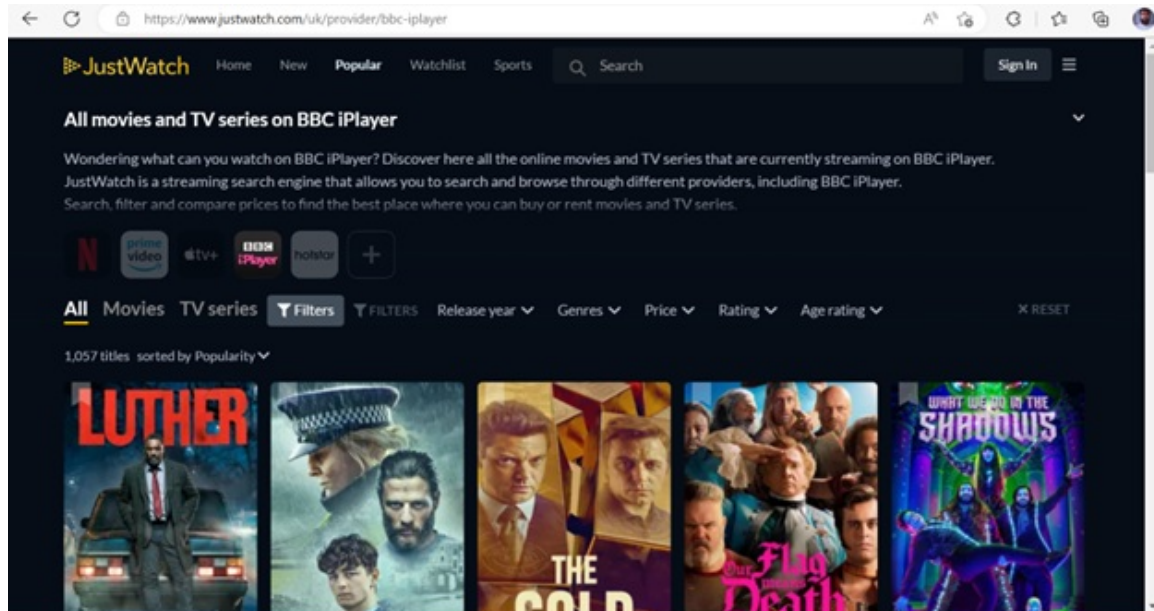 https://www.justwatch.com/uk/provider/bbc-iplayer
JustWatch Home New Popular Watchlist Sports Search Sign In
All movies and TV series on BBC iPlayer
Wondering what can you watch on BBC iPlayer? Discover here all the online movies and TV series that are currently streaming on BBC iPlayer.
JustWatch is a streaming search engine that allows you to search and browse through different providers, including BBC iPlayer.
Search, filter and compare prices to find the best place where you can buy or rent movies and TV series.
N prime video tv+ BBC iPlayer hotstar +
All Movies TV series Filters FILTERS Release year Genres Price Rating Age rating × RESET
1,057 titles sorted by Popularity
LUTHER
WHAT WE DO IN THE
SHADOWS
THE
GOLD
Our Flag
means
Death